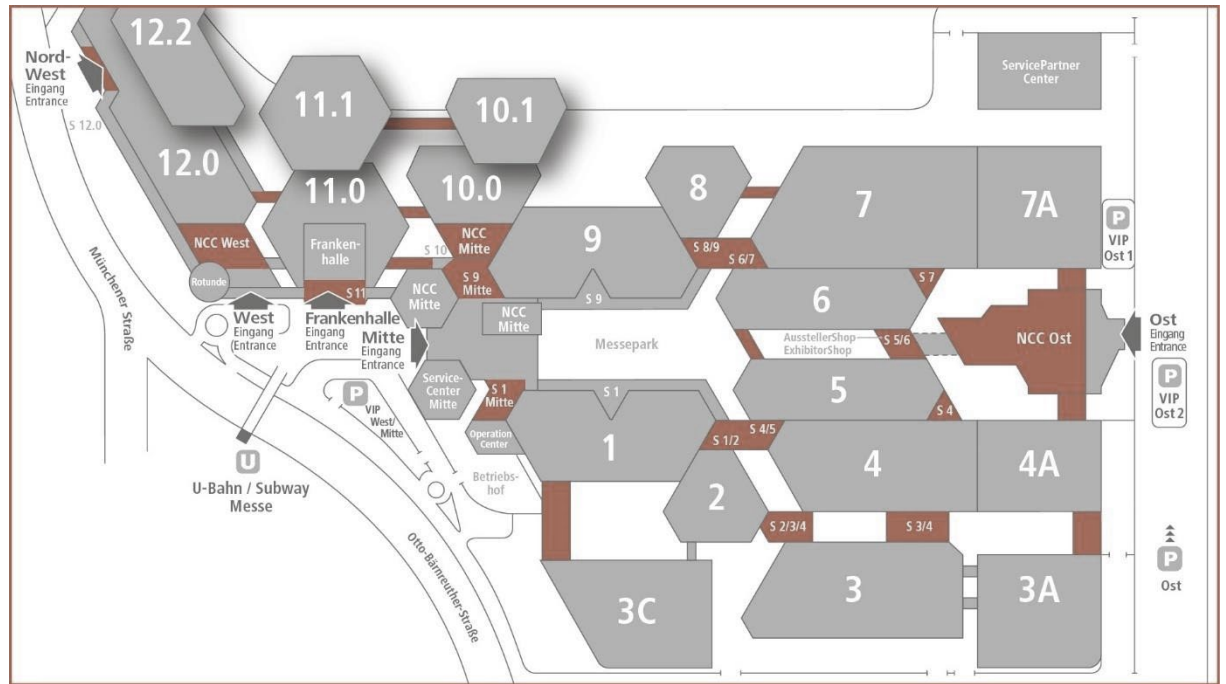 12.2
Nord-
West
Eingang
Entrance
S 12.0
12.0
11.1
10.1
ServicePartner
Center
11.0
10.0
8
7
7A
P
VIP
Ost 1
NCC West
Franken-
halle
S 10
NCC
Mitte
9
S 8/9
S 6/7
Rotunde
S 11
NCC
Mitte
S 9
Mitte
S 9
6
S 7
Münchener Straße
West
Eingang
(Entrance
Frankenhalle
Eingang
Entrance
Mitte
Eingang
Entrance
NCC
Mitte
Messepark
AusstellerShop
ExhibitorShop
S 5/6
NCC Ost
Ost
Eingang
Entrance
P
VIP
Ost 2
Service-
Center
Mitte
S 1
Mitte
S 1
5
S 4
P
VIP
West/
Mitte
Operation
Center
1
S 4/5
S 1/2
4
4A
U
U-Bahn / Subway
Messe
Betriebs-
hof
2
S 2/3/4
S 3/4
Otto-Bärnreuther-Straße
3C
3
3A
P
Ost